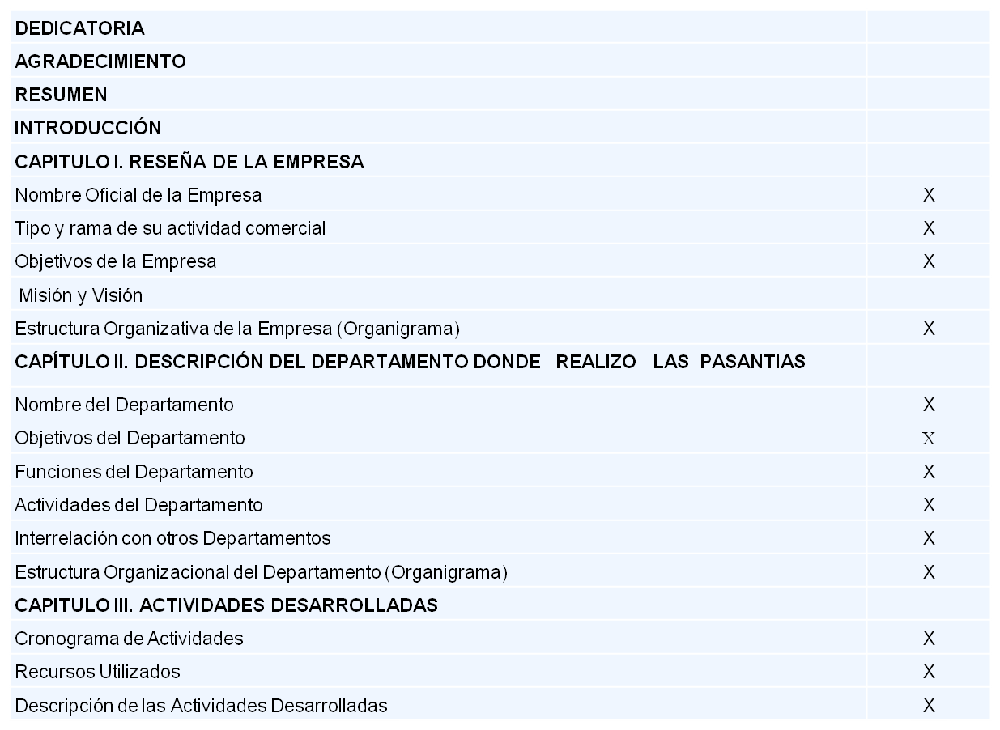 DEDICATORIA
AGRADECIMIENTO
RESUMEN
INTRODUCCIÓN
CAPITULO I. RESEÑA DE LA EMPRESA
Nombre Oficial de la Empresa X
Tipo y rama de su actividad comercial X
Objetivos de la Empresa X
Misión y Visión
Estructura Organizativa de la Empresa (Organigrama) X
CAPÍTULO II. DESCRIPCIÓN DEL DEPARTAMENTO DONDE REALIZO LAS PASANTIAS
Nombre del Departamento X
Objetivos del Departamento X
Funciones del Departamento X
Actividades del Departamento X
Interrelación con otros Departamentos X
Estructura Organizacional del Departamento (Organigrama) X
CAPITULO III. ACTIVIDADES DESARROLLADAS
Cronograma de Actividades X
Recursos Utilizados X
Descripción de las Actividades Desarrolladas X